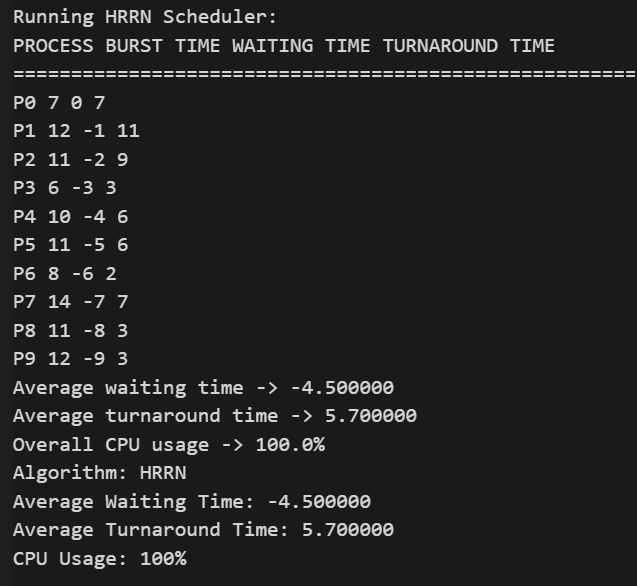 Running HRRN Scheduler:
PROCESS BURST TIME WAITING TIME TURNAROUND TIME
======================================================
P0 7 0 7
P1 12 -1 11
P2 11 -2 9
P3 6 -3 3
P4 10 -4 6
P5 11 -5 6
P6 8 -6 2
P7 14 -7 7
P8 11 -8 3
P9 12 -9 3
Average waiting time -> -4.500000
Average turnaround time -> 5.700000
Overall CPU usage -> 100.0%
Algorithm: HRRN
Average Waiting Time: -4.500000
Average Turnaround Time: 5.700000
CPU Usage: 100%